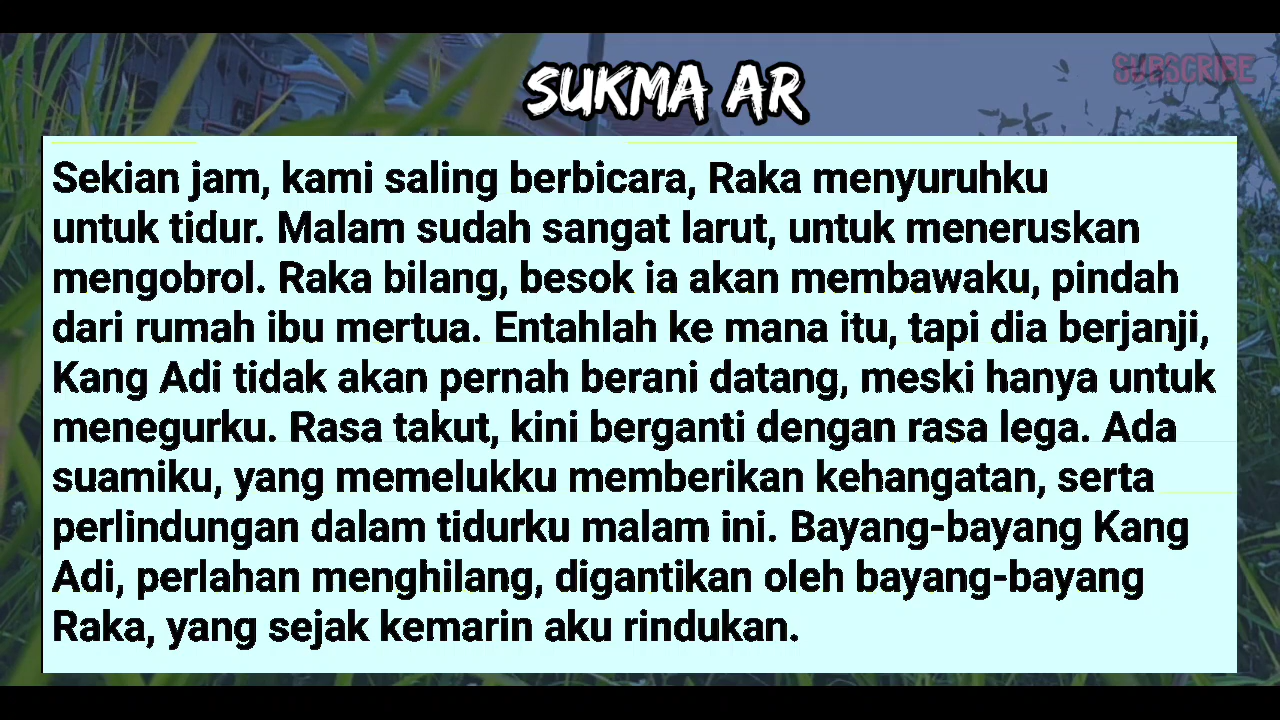 SUKMA AR
SUBSCRIBE
Sekian jam, kami saling berbicara, Raka menyuruhku
untuk tidur. Malam sudah sangat larut, untuk meneruskan
mengobrol. Raka bilang, besok ia akan membawaku, pindah
dari rumah ibu mertua. Entahlah ke mana itu, tapi dia berjanji,
Kang Adi tidak akan pernah berani datang, meski hanya untuk
menegurku. Rasa takut, kini berganti dengan rasa lega. Ada
suamiku, yang memelukku memberikan kehangatan, serta
perlindungan dalam tidurku malam ini. Bayang-bayang Kang
Adi, perlahan menghilang, digantikan oleh bayang-bayang
Raka, yang sejak kemarin aku rindukan.